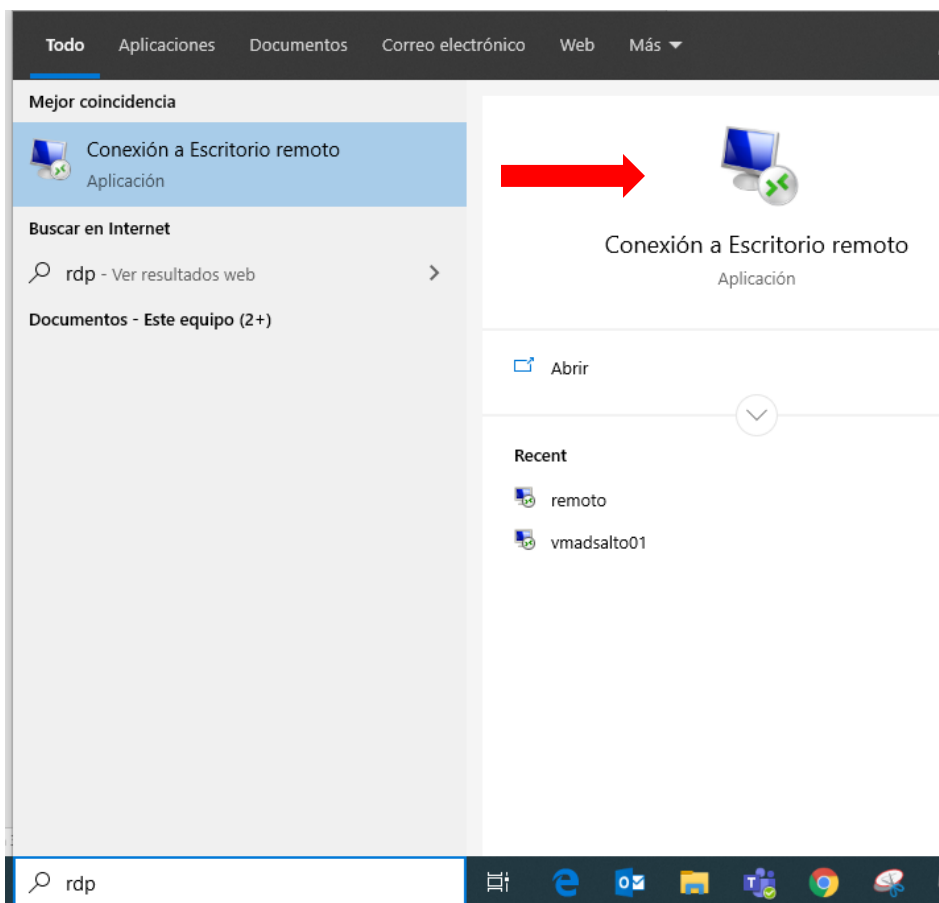 Todo Aplicaciones Documentos Correo electrónico Web Más
Mejor coincidencia
Conexión a Escritorio remoto
Aplicación
Buscar en Internet
rdp - Ver resultados web
Documentos - Este equipo (2+)
Conexión a Escritorio remoto
Aplicación
Abrir
Recent
remoto
vmadsalto01
rdp